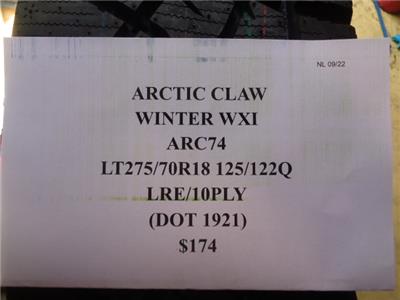 NL 09/22
ARCTIC CLAW
WINTER WXI
ARC74
LT275/70R18 125/122Q
LRE/10PLY
(DOT 1921)
$174